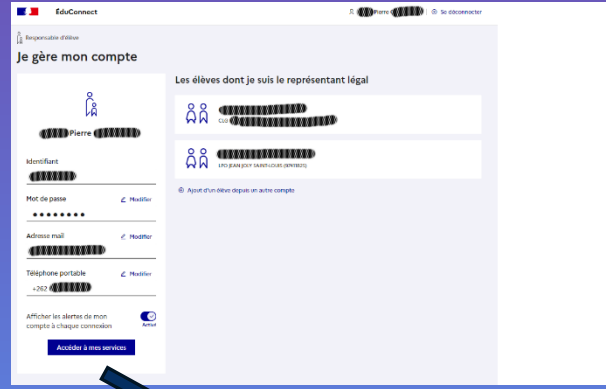 ÉduConnect
Pierre
Se déconnecter
Responsable d'élève
Je gère mon compte
Pierre
Identifiant
Mot de passe
Modifier
Adresse mail
Modifier
Téléphone portable
Modifier
+262
Afficher les alertes de mon
compte à chaque connexion
Activé
Accéder à mes services
Les élèves dont je suis le représentant légal
CLG
LPO JEAN JOLY SAINT-LOUIS
Ajout d'un élève depuis un autre compte